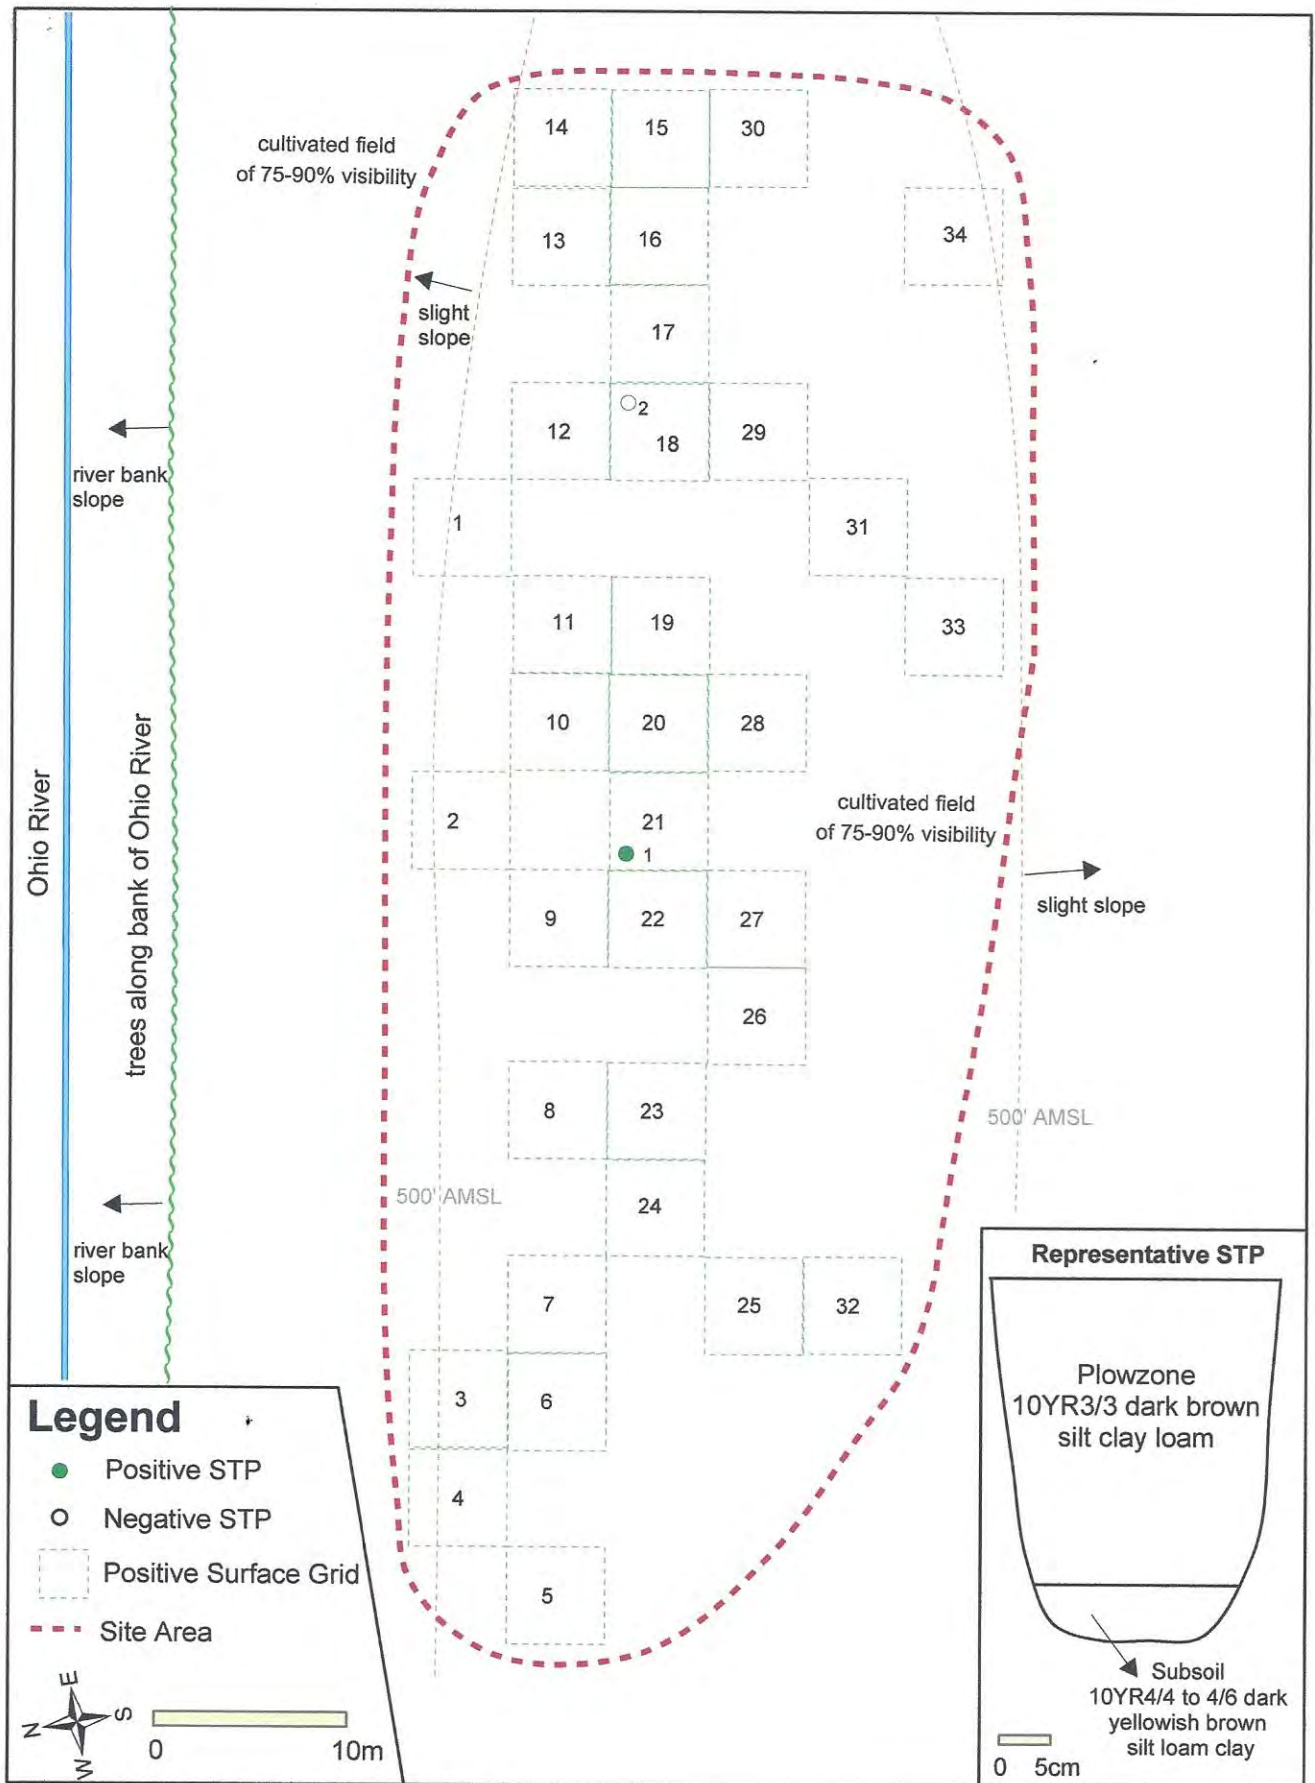 14
15
30
cultivated field
of 75-90% visibility
13
16
34
slight
slope
17
2
12
18
29
river bank
slope
1
31
11
19
33
10
20
28
Ohio River
trees along bank of Ohio River
2
21
1
cultivated field
of 75-90% visibility
9
22
27
slight slope
26
8
23
500' AMSL
500' AMSL
24
river bank
slope
7
25
32
3
6
4
5
Legend
Positive STP
Negative STP
Positive Surface Grid
Site Area
E
N
S
W
0 10m
Representative STP
Plowzone
10YR3/3 dark brown
silt clay loam
Subsoil
10YR4/4 to 4/6 dark
yellowish brown
silt loam clay
0 5cm